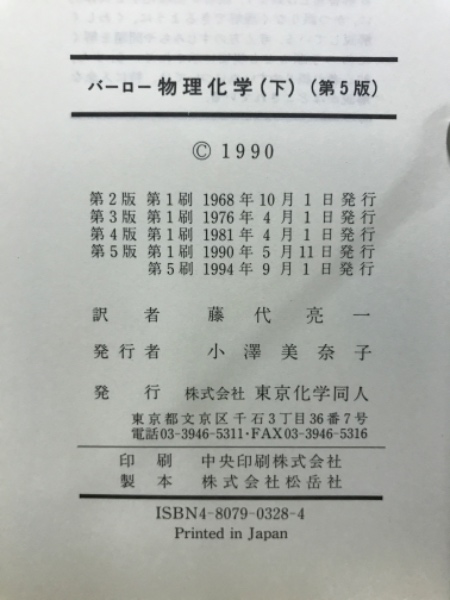 バーロー 物理化学(下) (第5版)
© 1990
第2版 第1刷 1968年10月1日発行
第3版 第1刷 1976年4月1日発行
第4版 第1刷 1981年4月1日発行
第5版 第1刷 1990年5月11日発行
第5刷 1994年9月1日発行
訳者 藤代亮一
発行者 小澤美奈子
発行 株式会社 東京化学同人
東京都文京区千石3丁目36番7号
電話03-3946-5311・FAX03-3946-5316
印刷 中央印刷株式会社
製本 株式会社松岳社
ISBN4-8079-0328-4
Printed in Japan